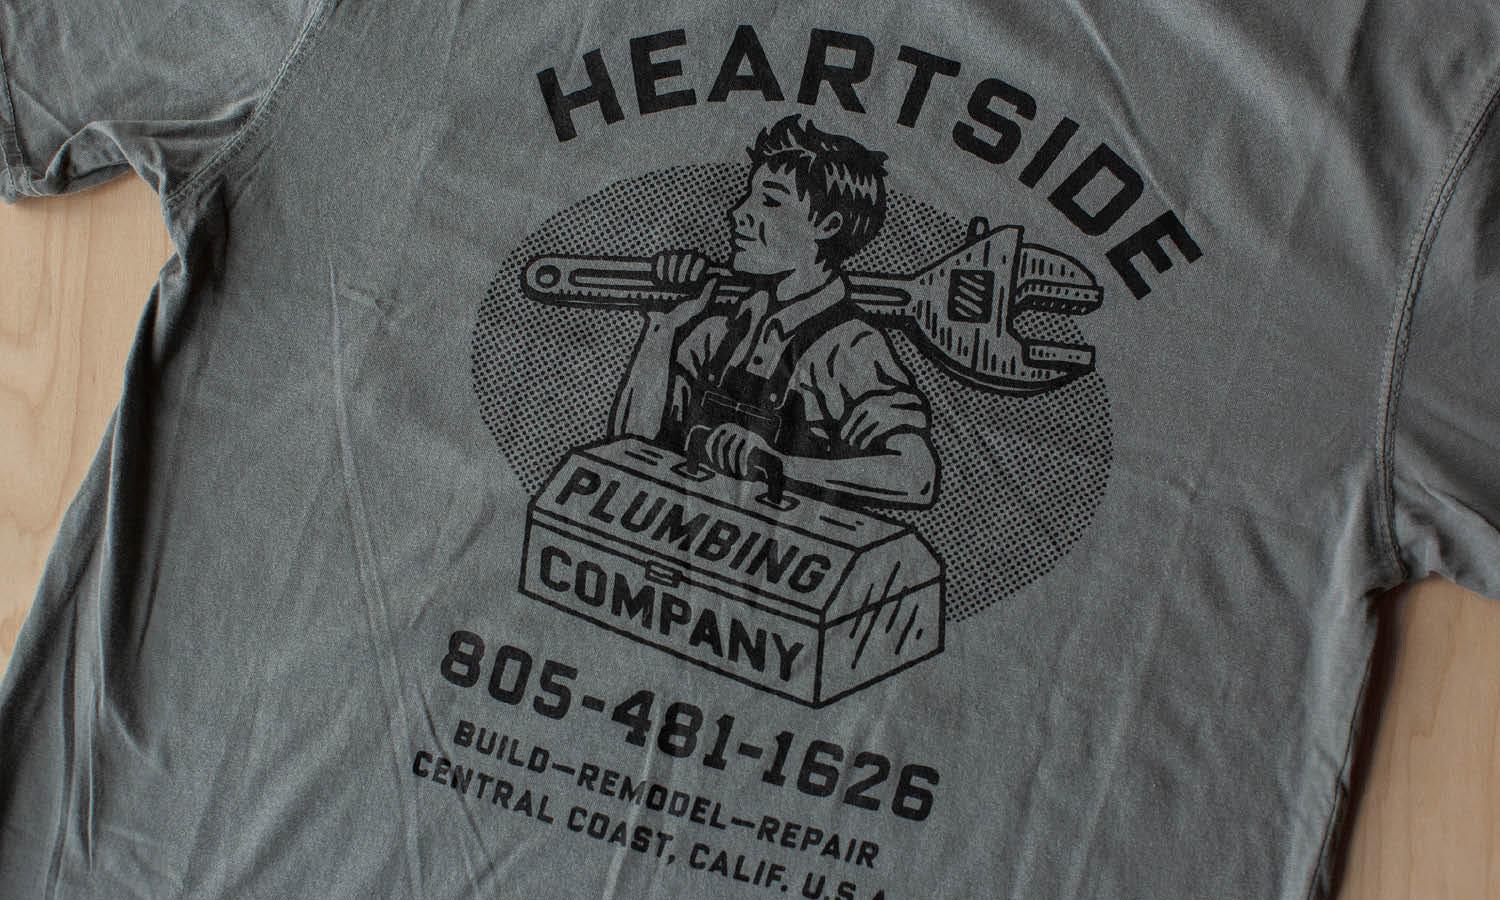 HEARTSIDE
PLUMBING
COMPANY
805-481-1626
BUILD—REMODEL—REPAIR
CENTRAL COAST, CALIF. U.S.A